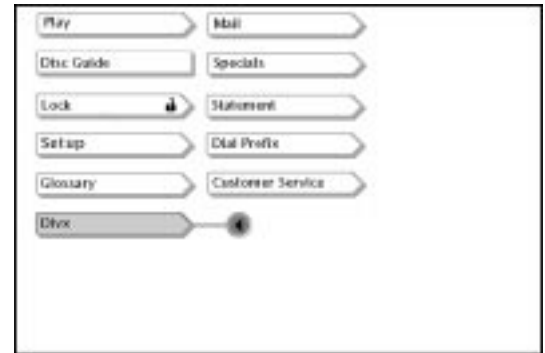 Play
Disc Guide
Lock
Setup
Glossary
Divx
Mail
Specials
Statement
Dial Prefix
Customer Service